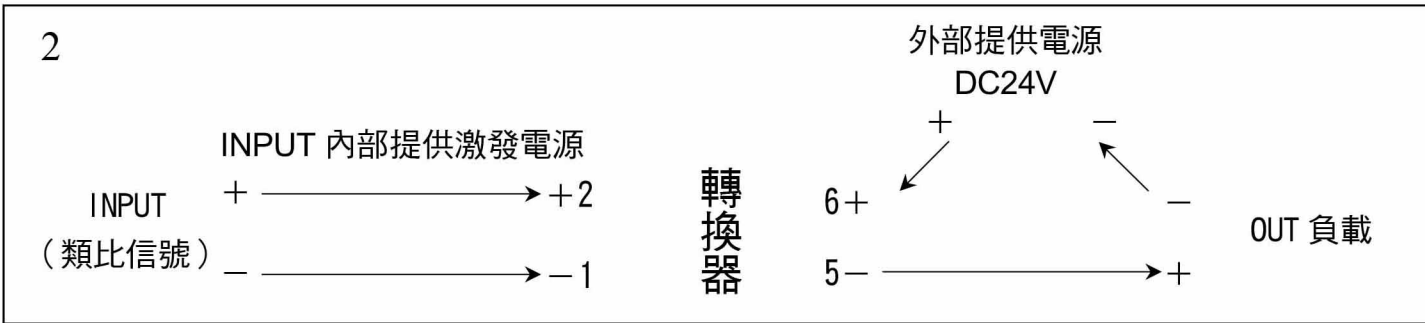 2
外部提供電源
DC24V
+ −
INPUT 內部提供激發電源
+ +2
INPUT
(類比信號)
− −1
轉換器
6+ −
5− +
OUT 負載